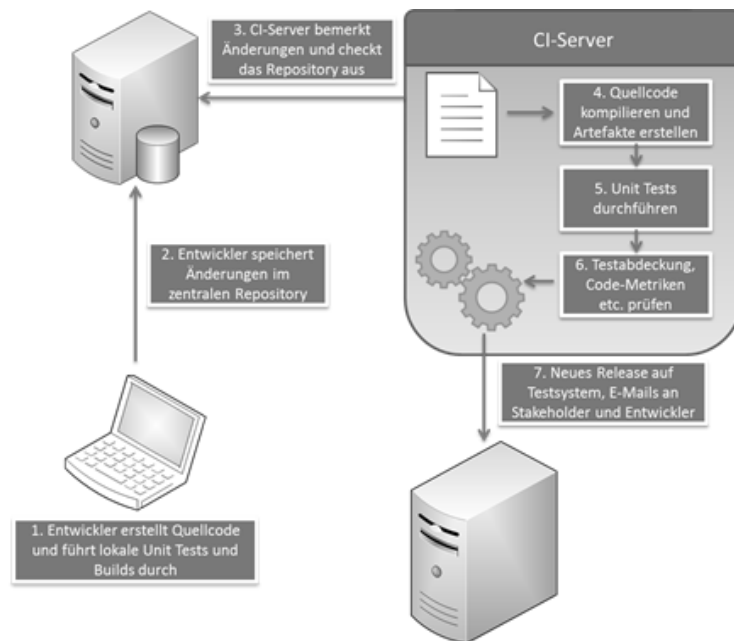 3. CI-Server bemerkt
Änderungen und checkt
das Repository aus
CI-Server
4. Quellcode
kompilieren und
Artefakte erstellen
5. Unit Tests
durchführen
2. Entwickler speichert
Änderungen im
zentralen Repository
6. Testabdeckung,
Code-Metriken
etc. prüfen
7. Neues Release auf
Testsystem, E-Mails an
Stakeholder und Entwickler
1. Entwickler erstellt Quellcode
und führt lokale Unit Tests und
Builds durch